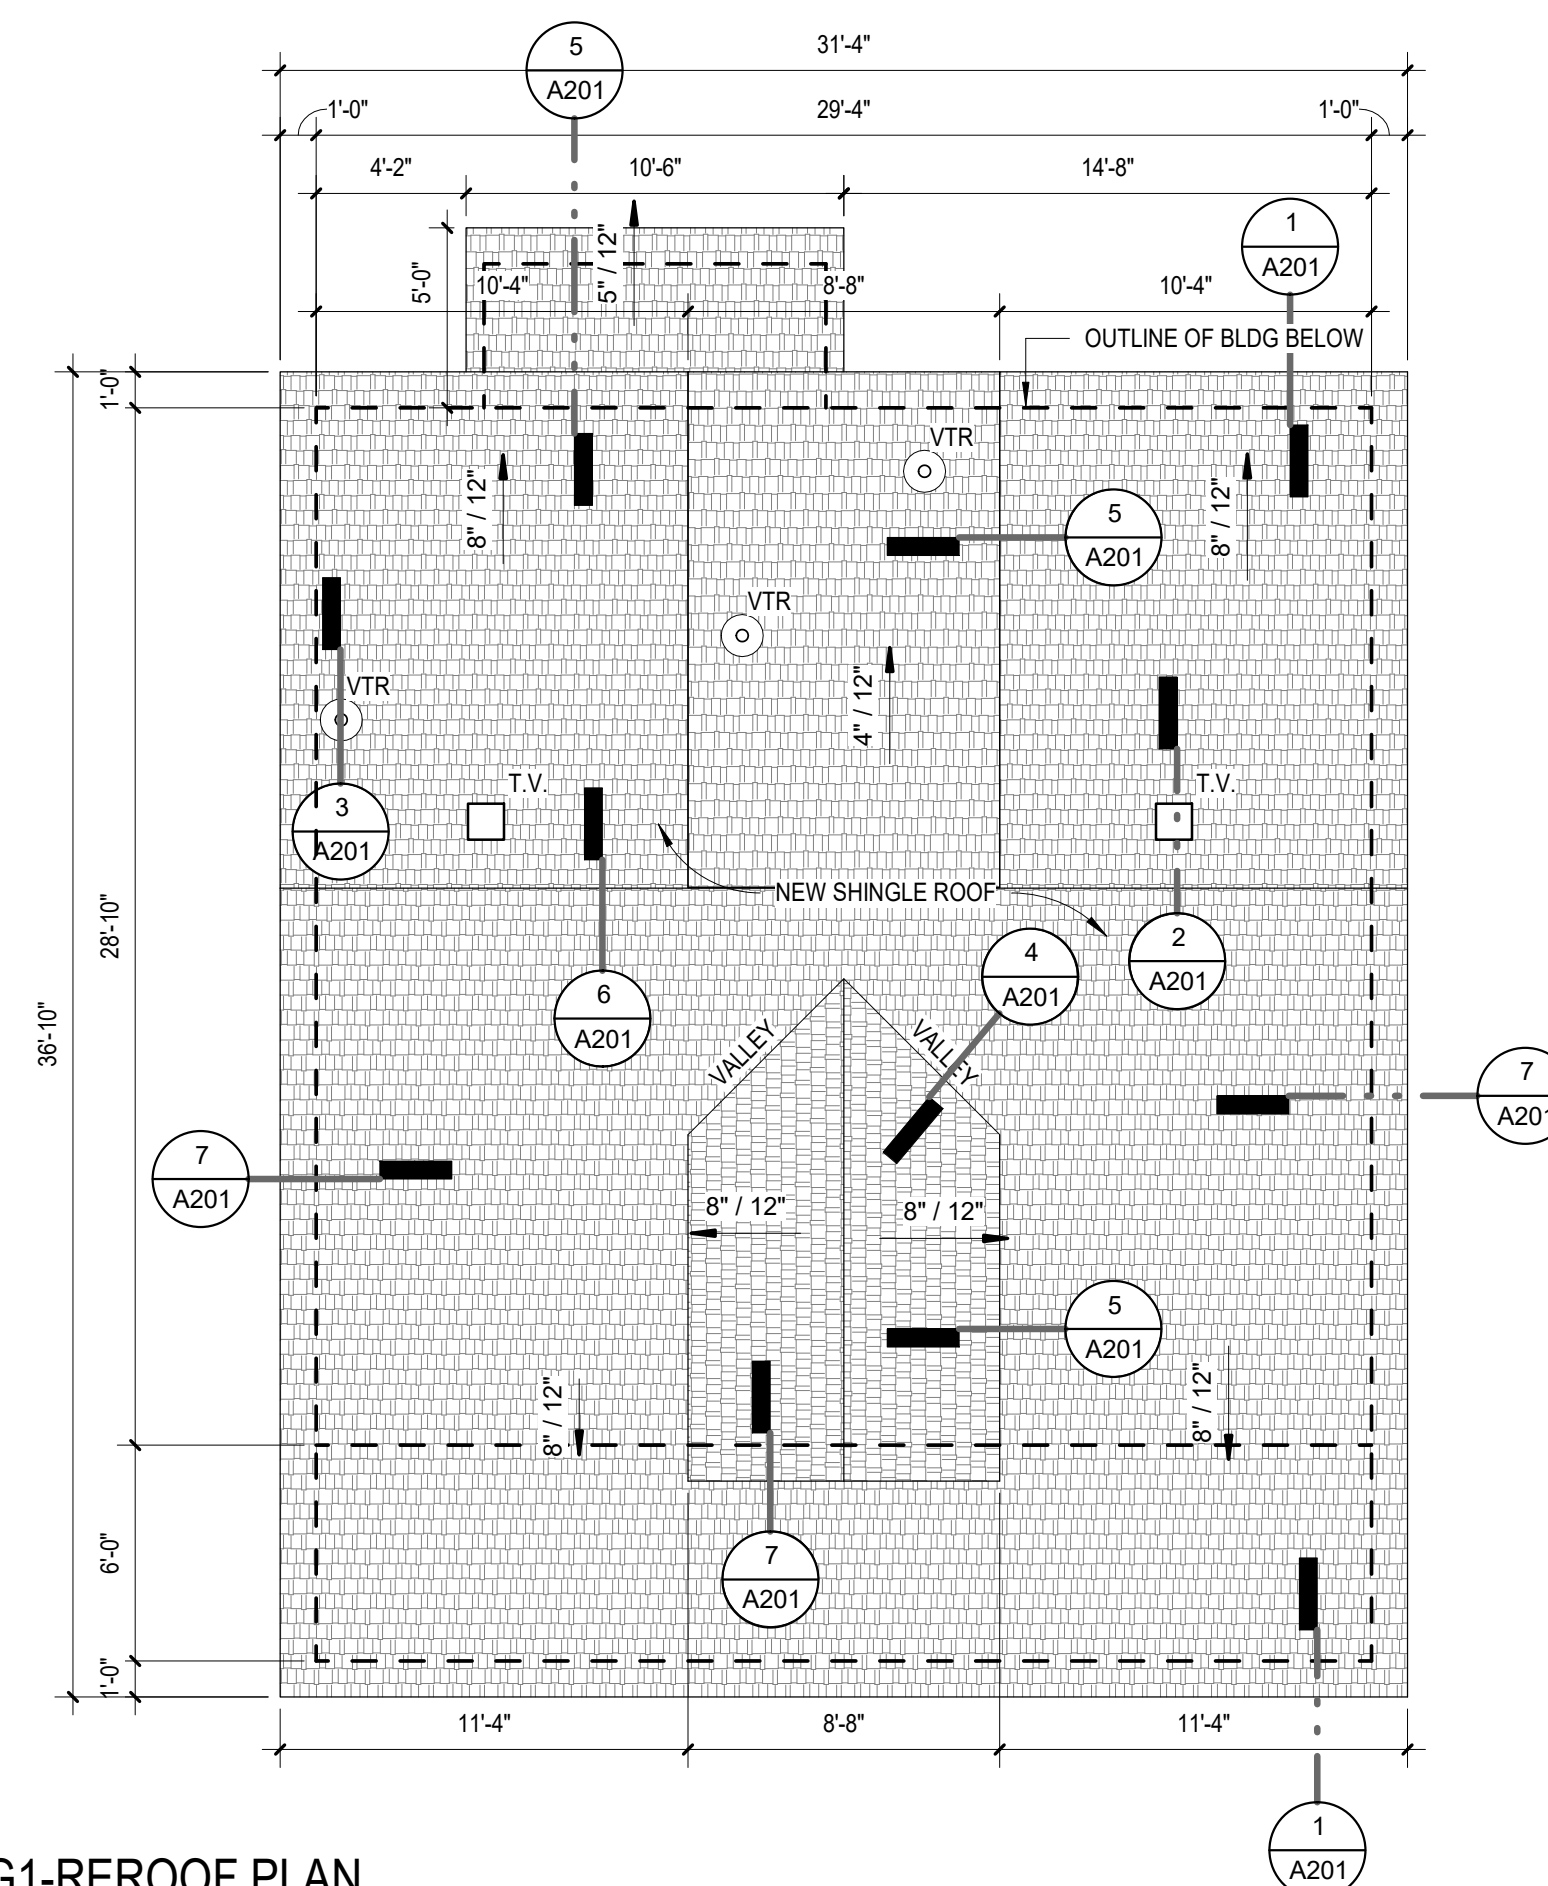 31'-4"
5
A201
1'-0"
29'-4"
1'-0"
4'-2"
10'-6"
14'-8"
1
A201
5'-0"
5" / 12"
10'-4"
8'-8"
10'-4"
OUTLINE OF BLDG BELOW
1'-0"
VTR
8" / 12"
8" / 12"
5
A201
VTR
VTR
4" / 12"
T.V.
T.V.
3
A201
NEW SHINGLE ROOF
28'-10"
2
A201
4
A201
6
A201
36'-10"
VALLEY
VALLEY
7
A201
7
A201
8" / 12"
8" / 12"
5
A201
8" / 12"
8" / 12"
6'-0"
7
A201
1'-0"
11'-4"
8'-8"
11'-4"
1
A201
G1-REROOF PLAN